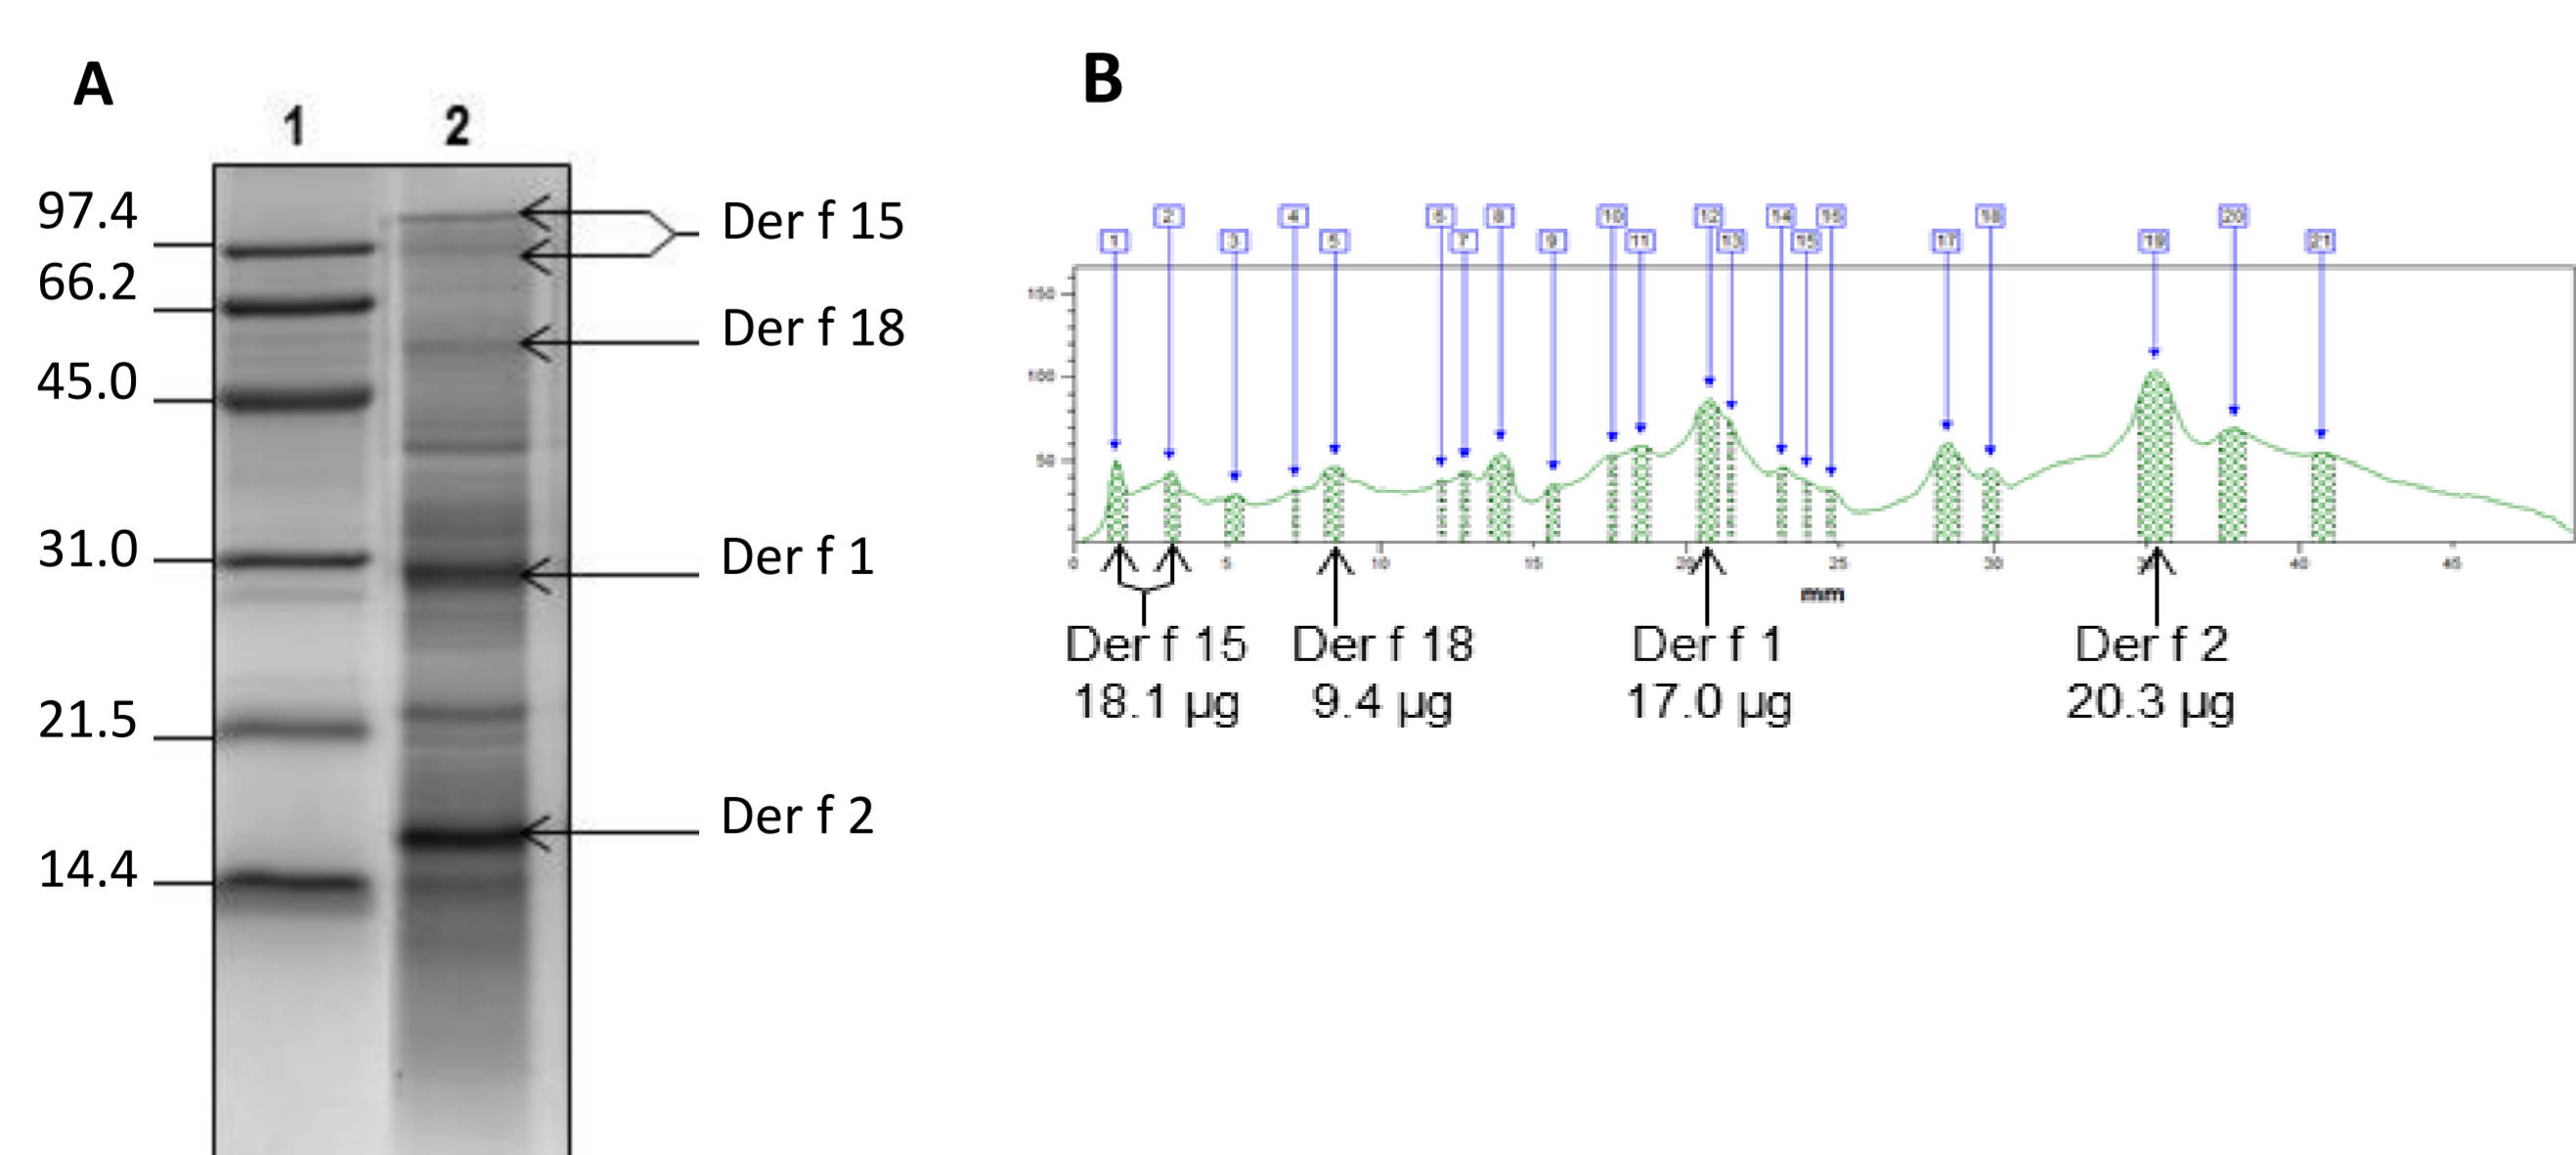 A
1 2
97.4
66.2
45.0
31.0
21.5
14.4
Der f 15
Der f 18
Der f 1
Der f 2
B
2 4 6 8 10 12 14 16 18 20
1 3 5 7 9 11 13 15 17 19 21
150
100
50
0 5 10 15 20 25 30 40 45
mm
Der f 15 Der f 18 Der f 1 Der f 2
18.1 µg 9.4 µg 17.0 µg 20.3 µg